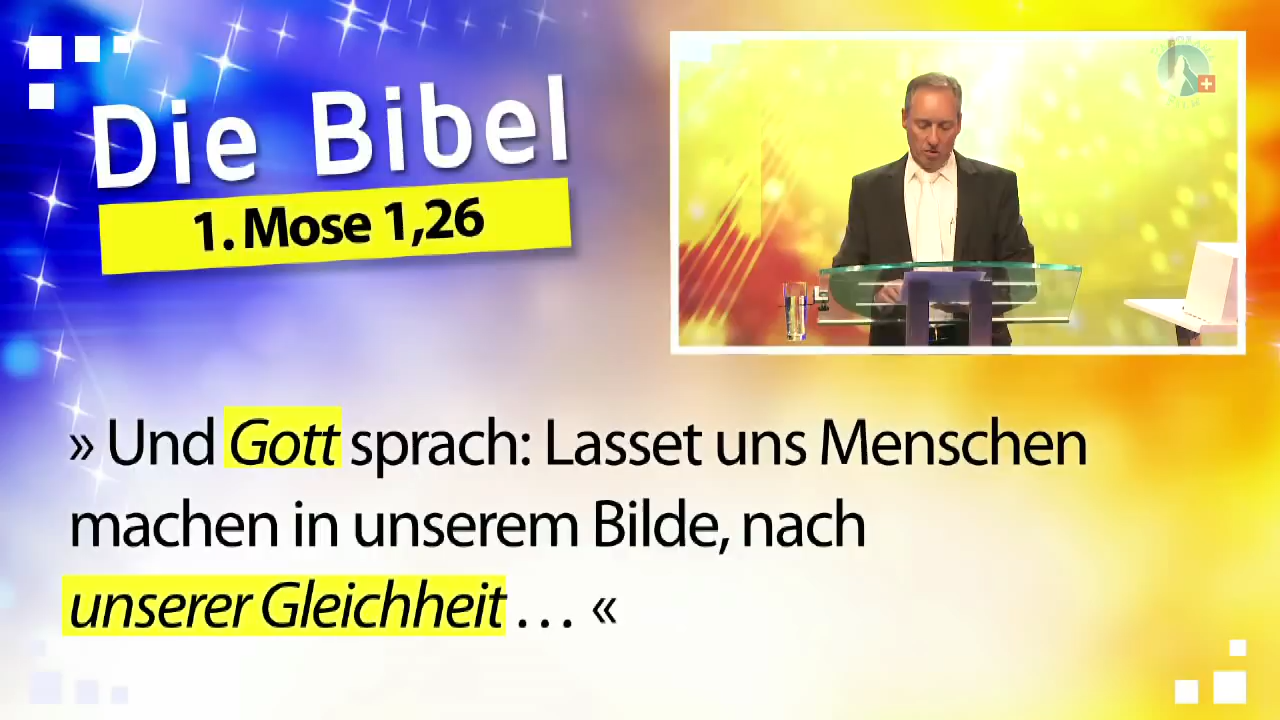 Die Bibel
1. Mose 1,26
» Und Gott sprach: Lasset uns Menschen
machen in unserem Bilde, nach
unserer Gleichheit … «